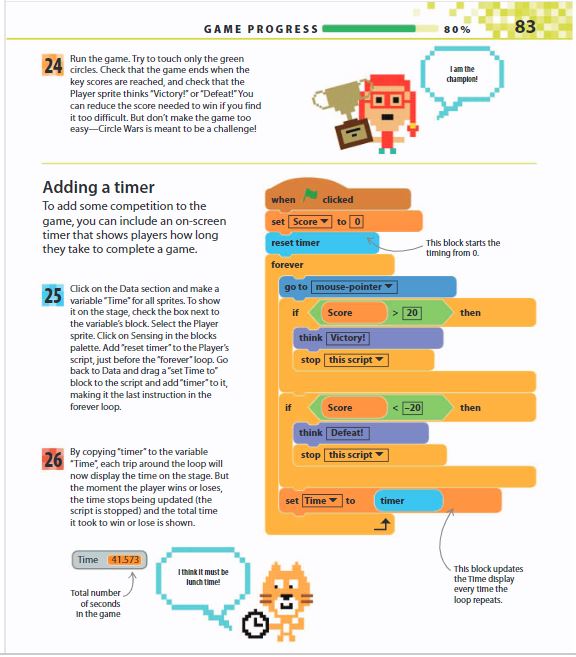 GAME PROGRESS 80% 83
24 Run the game. Try to touch only the green
circles. Check that the game ends when the
key scores are reached, and check that the
Player sprite thinks “Victory!” or “Defeat!” You
can reduce the score needed to win if you find
it too difficult. But don’t make the game too
easy—Circle Wars is meant to be a challenge!
I am the
champion!
Adding a timer
To add some competition to the
game, you can include an on-screen
timer that shows players how long
they take to complete a game.
25 Click on the Data section and make a
variable “Time” for all sprites. To show
it on the stage, check the box next to
the variable’s block. Select the Player
sprite. Click on Sensing in the blocks
palette. Add “reset timer” to the Player’s
script, just before the “forever” loop. Go
back to Data and drag a “set Time to”
block to the script and add “timer” to it,
making it the last instruction in the
forever loop.
26 By copying “timer” to the variable
“Time”, each trip around the loop will
now display the time on the stage. But
the moment the player wins or loses,
the time stops being updated (the
script is stopped) and the total time
it took to win or lose is shown.
when clicked
set Score to 0
reset timer
This block starts the
timing from 0.
forever
go to mouse-pointer
if Score > 20 then
think Victory!
stop this script
if Score < –20 then
think Defeat!
stop this script
set Time to timer
This block updates
the Time display
every time the
loop repeats.
Time 41.573
Total number
of seconds
in the game
I think it must be
lunch time!